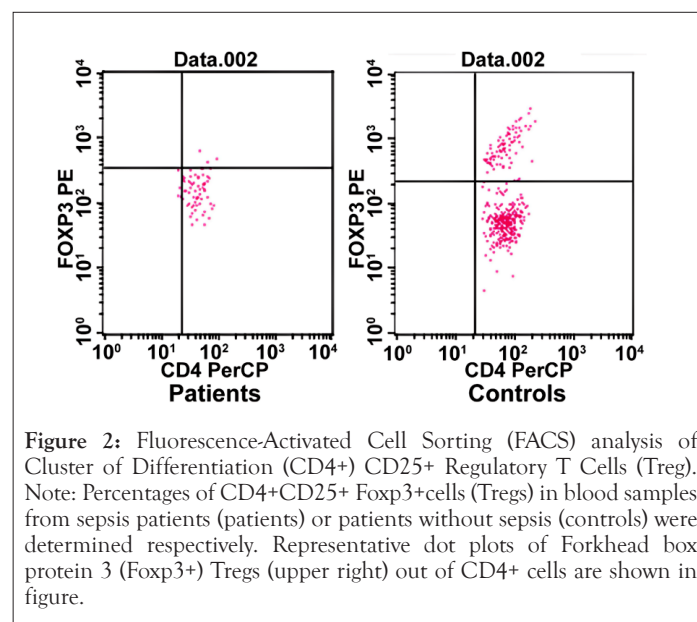 Data.002
10⁴
10³
10²
10¹
10⁰
FOXP3 PE
10⁰ 10¹ 10² 10³ 10⁴
CD4 PerCP
Patients
Data.002
10⁴
10³
10²
10¹
10⁰
FOXP3 PE
10⁰ 10¹ 10² 10³ 10⁴
CD4 PerCP
Controls
Figure 2: Fluorescence-Activated Cell Sorting (FACS) analysis of
Cluster of Differentiation (CD4+) CD25+ Regulatory T Cells (Treg).
Note: Percentages of CD4+CD25+ Foxp3+cells (Tregs) in blood samples
from sepsis patients (patients) or patients without sepsis (controls) were
determined respectively. Representative dot plots of Forkhead box
protein 3 (Foxp3+) Tregs (upper right) out of CD4+ cells are shown in
figure.